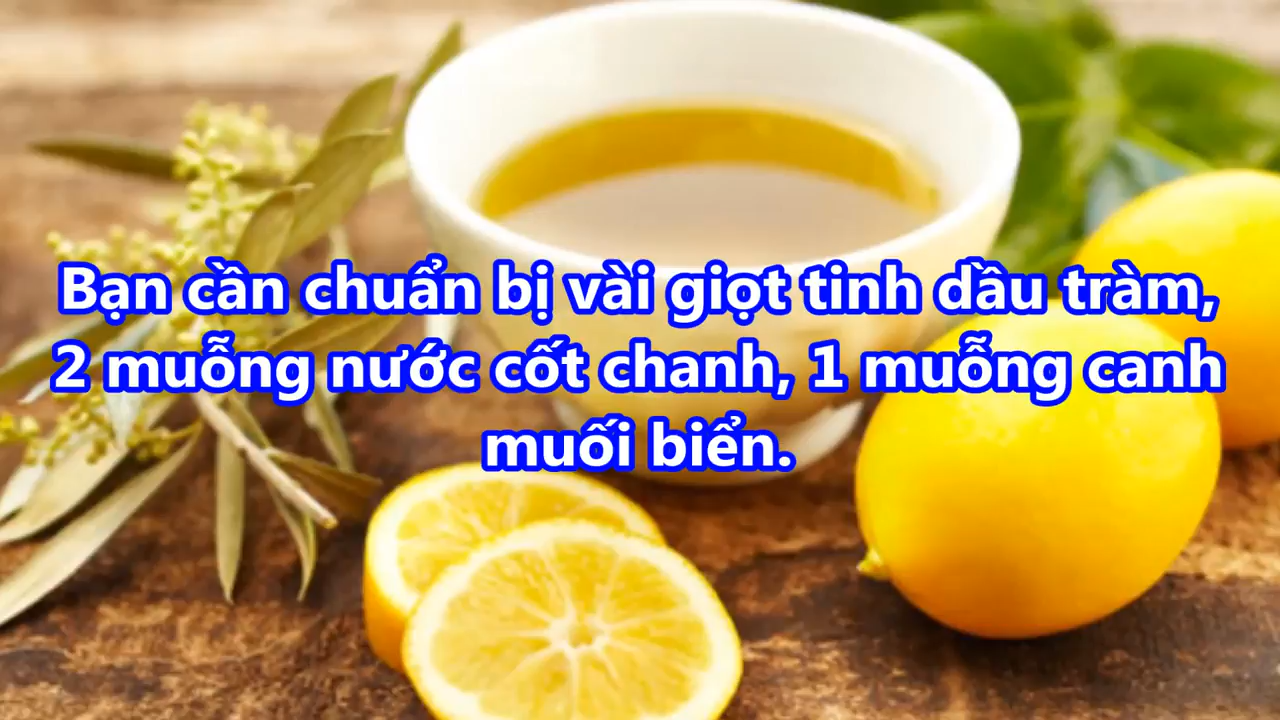 Bạn cần chuẩn bị vài giọt tinh dầu tràm,
2 muỗng nước cốt chanh, 1 muỗng canh
muối biển.